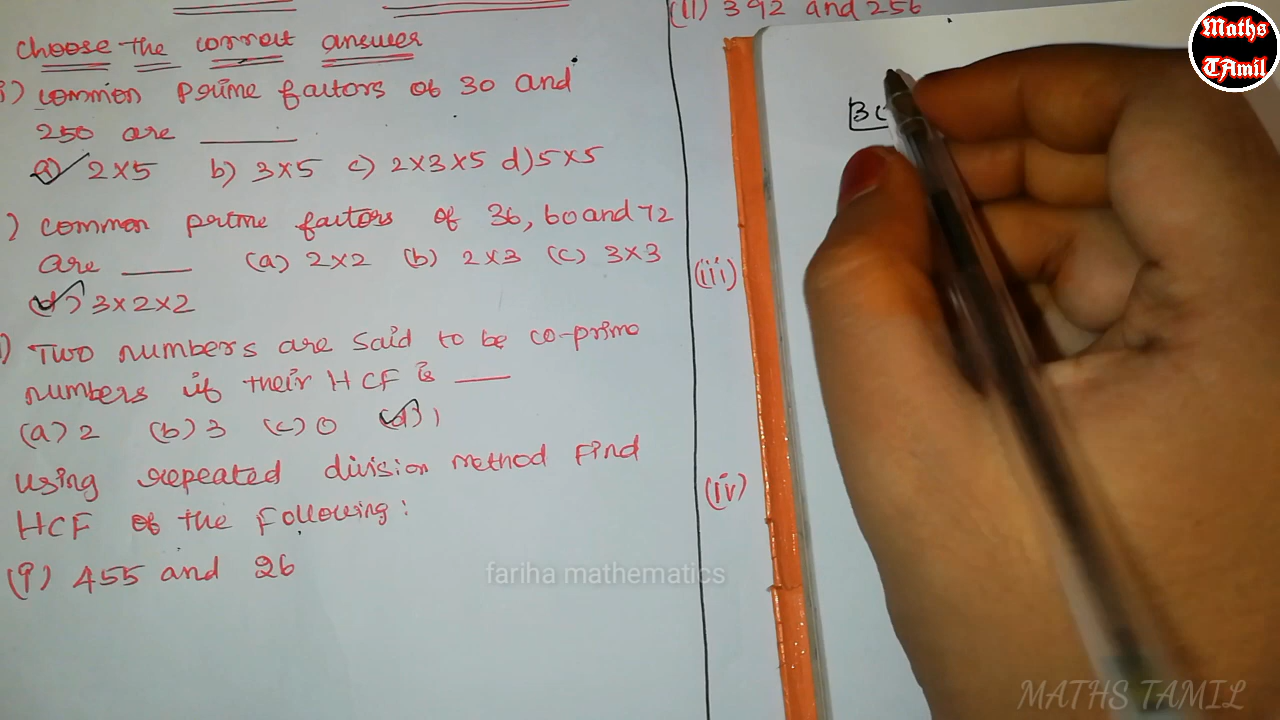 choose the correct answer
i) common prime factors of 30 and
250 are ____
a) 2×5 b) 3×5 c) 2×3×5 d) 5×5
) common prime factors of 36, 60 and 72
are ____ (a) 2×2 (b) 2×3 (c) 3×3
(d) 3×2×2
) Two numbers are said to be co-prime
numbers if their HCF is ____
(a) 2 (b) 3 (c) 0 (d) 1
using repeated division method Find
HCF of the Following:
(i) 455 and 26
fariha mathematics
(ii) 392 and 256
(iii)
(iv)
Maths
TAmil
MATHS TAMIL